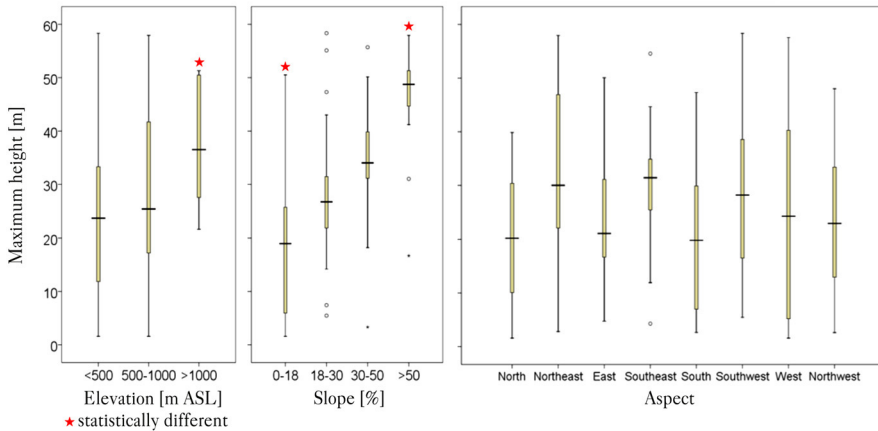 Maximum height [m]
60
50
40
30
20
10
0
<500 500-1000 >1000
0-18 18-30 30-50 >50
North Northeast East Southeast South Southwest West Northwest
Elevation [m ASL]
Slope [%]
Aspect
statistically different